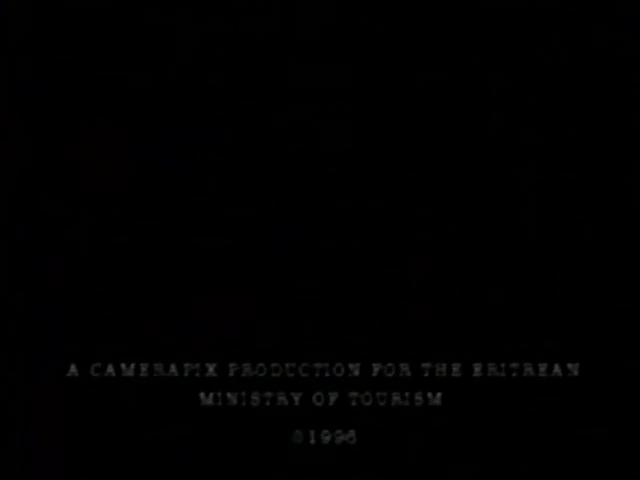 A CAMERAPIX PRODUCTION FOR THE ERITREAN
MINISTRY OF TOURISM
©1996